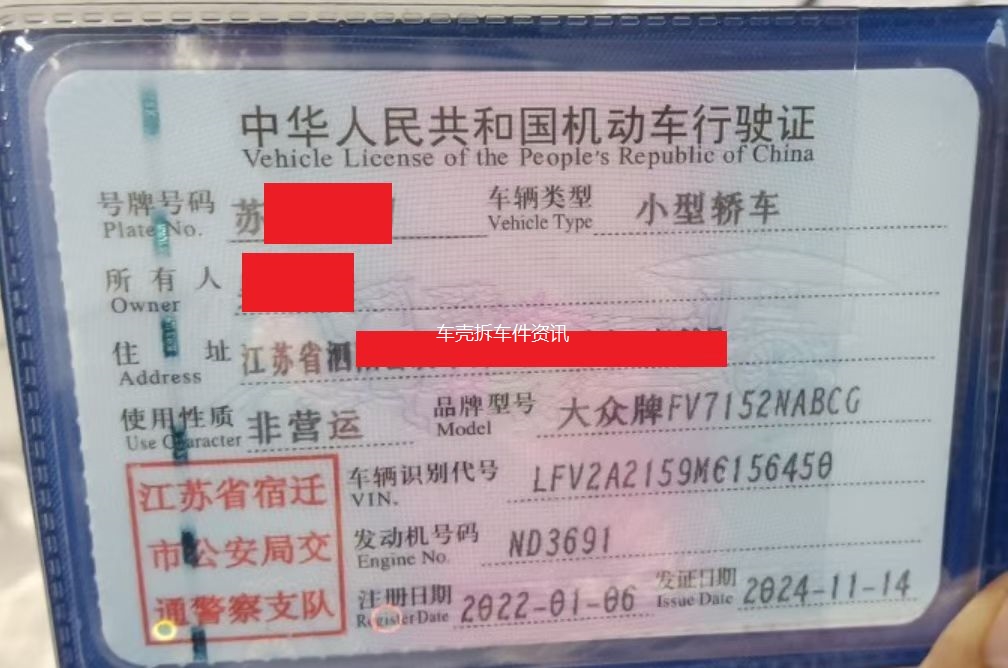 中华人民共和国机动车行驶证
Vehicle License of the People's Republic of China
号牌号码 苏 车辆类型 小型轿车
Plate No. Vehicle Type
所有人
Owner
车壳拆车件资讯
住址 江苏省泗
Address
使用性质 非营运 品牌型号 大众牌FV7152NABCG
Use Character Model
江苏省宿迁 车辆识别代号 LFV2A2159M6156450
VIN.
市公安局交 发动机号码 ND3691
Engine No.
通警察支队 注册日期 2022-01-06 发证日期 2024-11-14
Register Date Issue Date